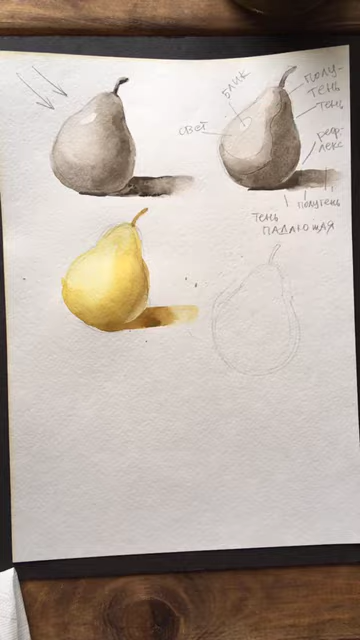 БЛИК
ПОЛУ-
ТЕНЬ
ТЕНЬ
СВЕТ
РЕФ-
ЛЕКС
ПОЛУТЕНЬ
ТЕНЬ
ПАДАЮЩАЯ